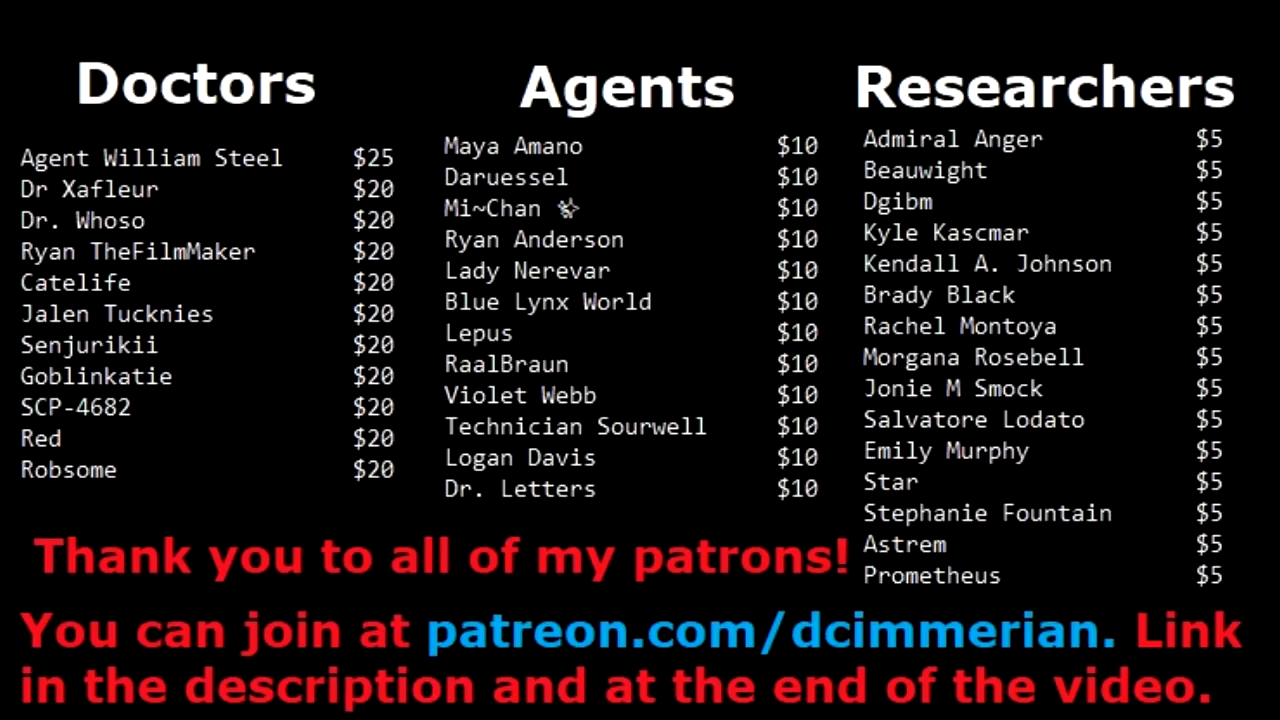 Doctors
Agent William Steel $25
Dr Xafleur $20
Dr. Whoso $20
Ryan TheFilmMaker $20
Catelife $20
Jalen Tucknies $20
Senjurikii $20
Goblinkatie $20
SCP-4682 $20
Red $20
Robsome $20
Agents
Maya Amano $10
Daruessel $10
Mi~Chan ✨ $10
Ryan Anderson $10
Lady Nerevar $10
Blue Lynx World $10
Lepus $10
RaalBraun $10
Violet Webb $10
Technician Sourwell $10
Logan Davis $10
Dr. Letters $10
Researchers
Admiral Anger $5
Beauwight $5
Dgibm $5
Kyle Kascmar $5
Kendall A. Johnson $5
Brady Black $5
Rachel Montoya $5
Morgana Rosebell $5
Jonie M Smock $5
Salvatore Lodato $5
Emily Murphy $5
Star $5
Stephanie Fountain $5
Astrem $5
Prometheus $5
Thank you to all of my patrons!
You can join at patreon.com/dcimmerian. Link
in the description and at the end of the video.